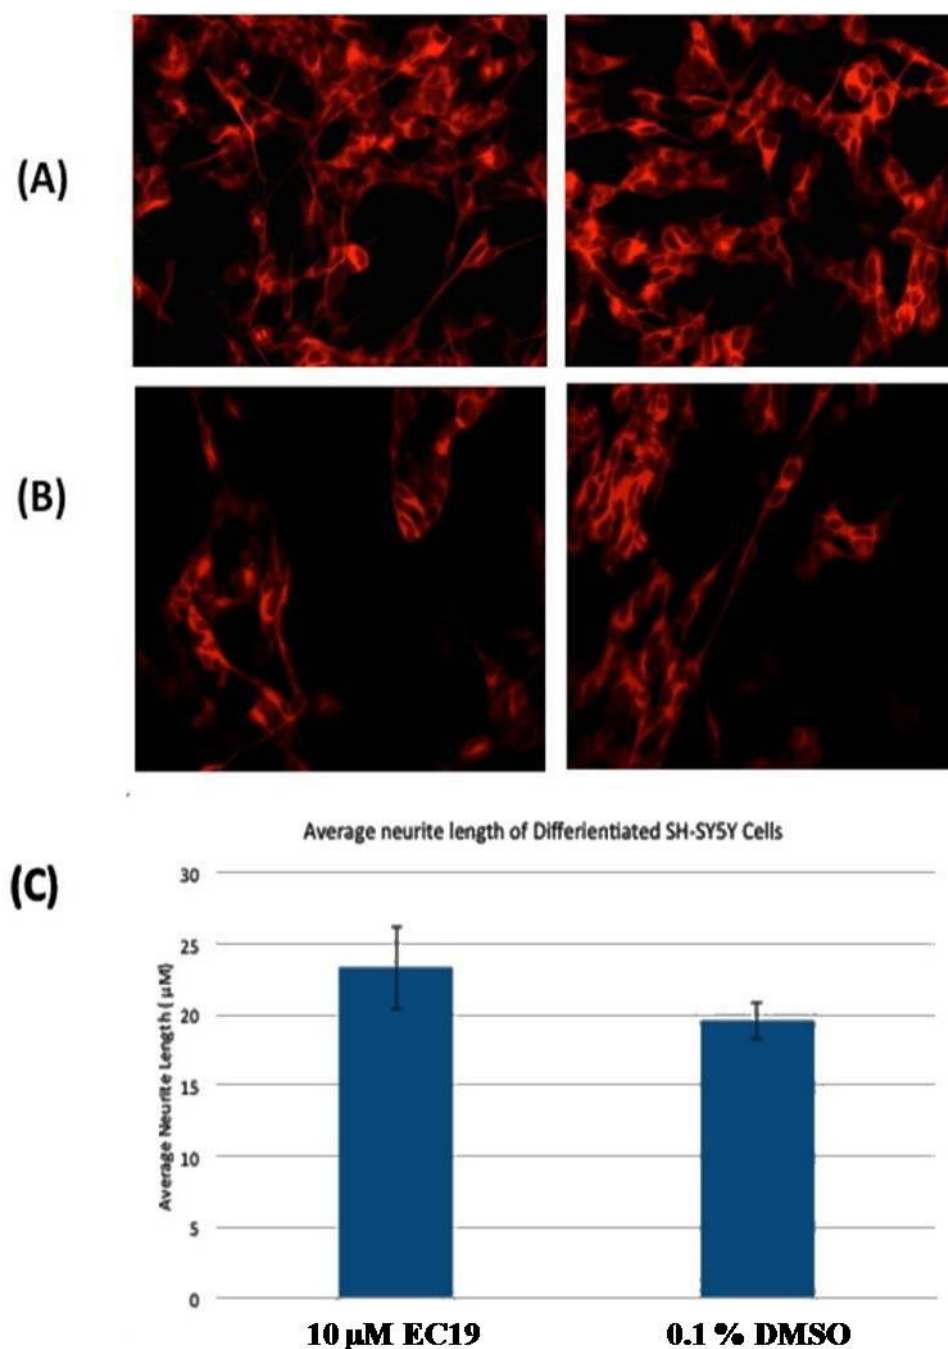 (A)
(B)
Average neurite length of Differientiated SH-SY5Y Cells
(C)
Average Neurite Length ( µM)
30
25
20
15
10
5
0
10 µM EC19
0.1 % DMSO